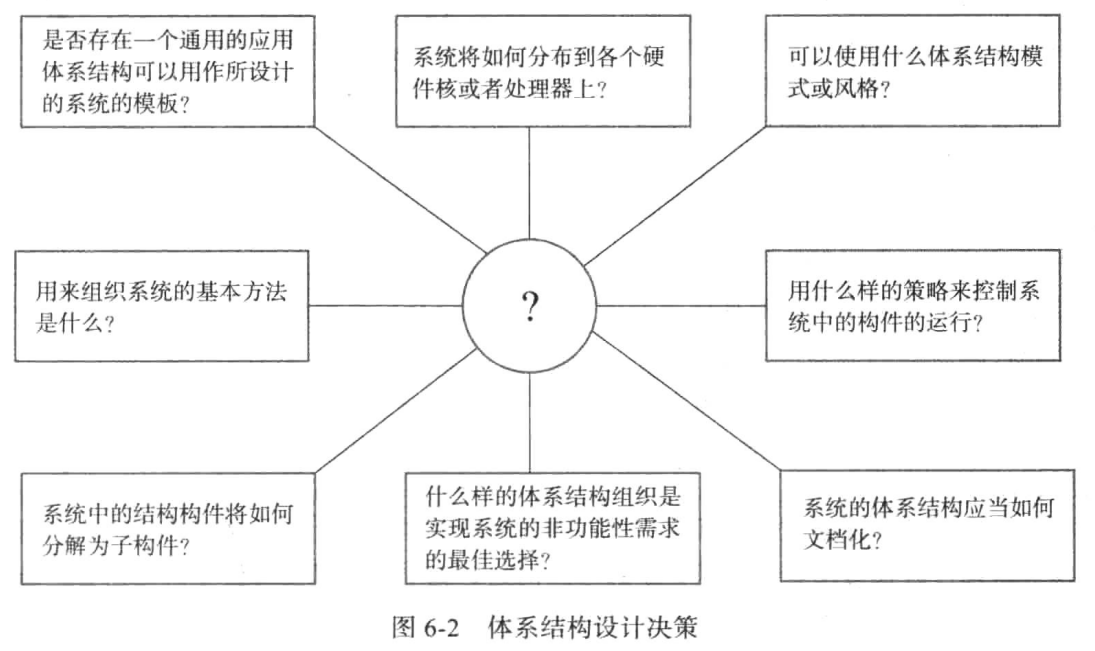 是否存在一个通用的应用
体系结构可以用作所设计
的系统的模板?
系统将如何分布到各个硬
件核或者处理器上?
可以使用什么体系结构模
式或风格?
用来组织系统的基本方法
是什么?
?
用什么样的策略来控制系
统中的构件的运行?
系统中的结构构件将如何
分解为子构件?
什么样的体系结构组织是
实现系统的非功能性需求
的最佳选择?
系统的体系结构应当如何
文档化?
图 6-2 体系结构设计决策